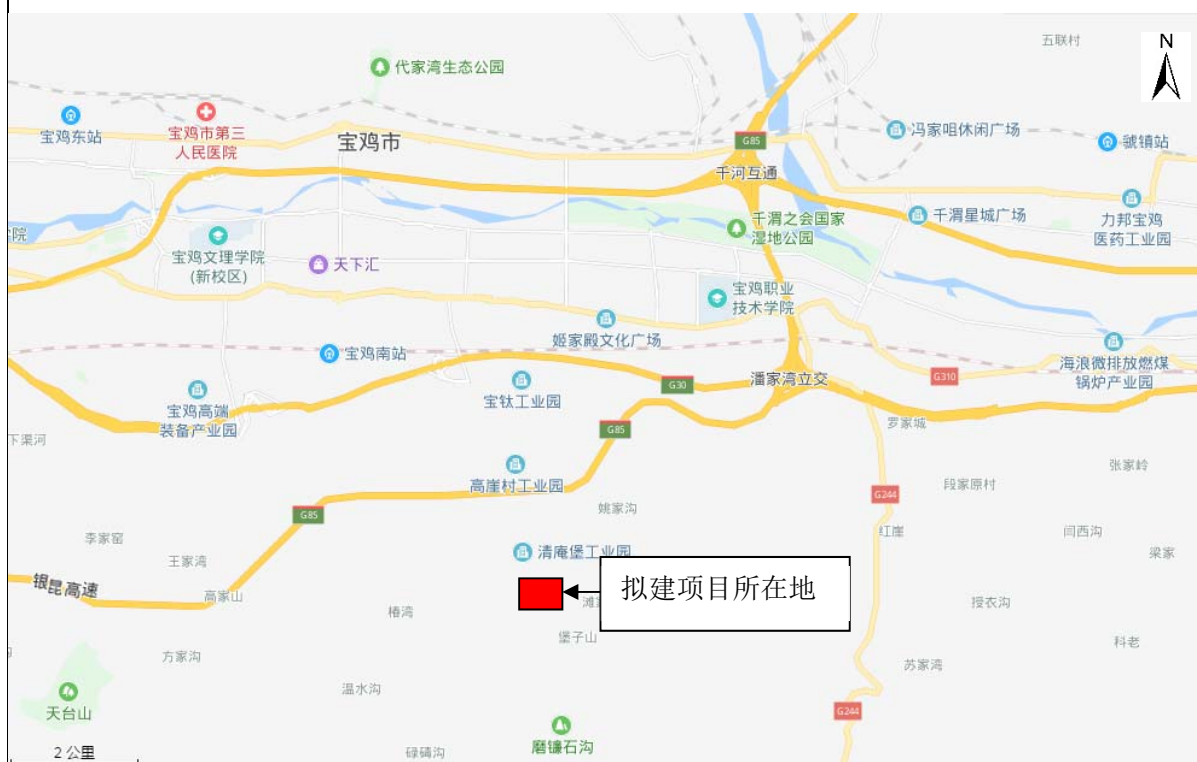 五联村
N
代家湾生态公园
宝鸡东站
宝鸡市第三
人民医院
宝鸡市
G85
冯家咀休闲广场
虢镇站
千河互通
千渭之会国家
湿地公园
千渭星城广场
力邦宝鸡
医药工业园
院
宝鸡文理学院
(新校区)
天下汇
宝鸡职业
技术学院
姬家殿文化广场
宝鸡南站
海浪微排放燃煤
锅炉产业园
宝鸡高端
装备产业园
宝钛工业园
G30
潘家湾立交
G310
下渠河
G85
罗家城
高崖村工业园
张家岭
段家原村
G244
姚家沟
G85
李家窑
王家湾
清庵堡工业园
红崖
闫西沟
梁家
银昆高速
高家山
椿湾
滩
拟建项目所在地
授衣沟
堡子山
科老
方家沟
苏家湾
温水沟
天台山
G244
磨镰石沟
2 公里
碌碡沟